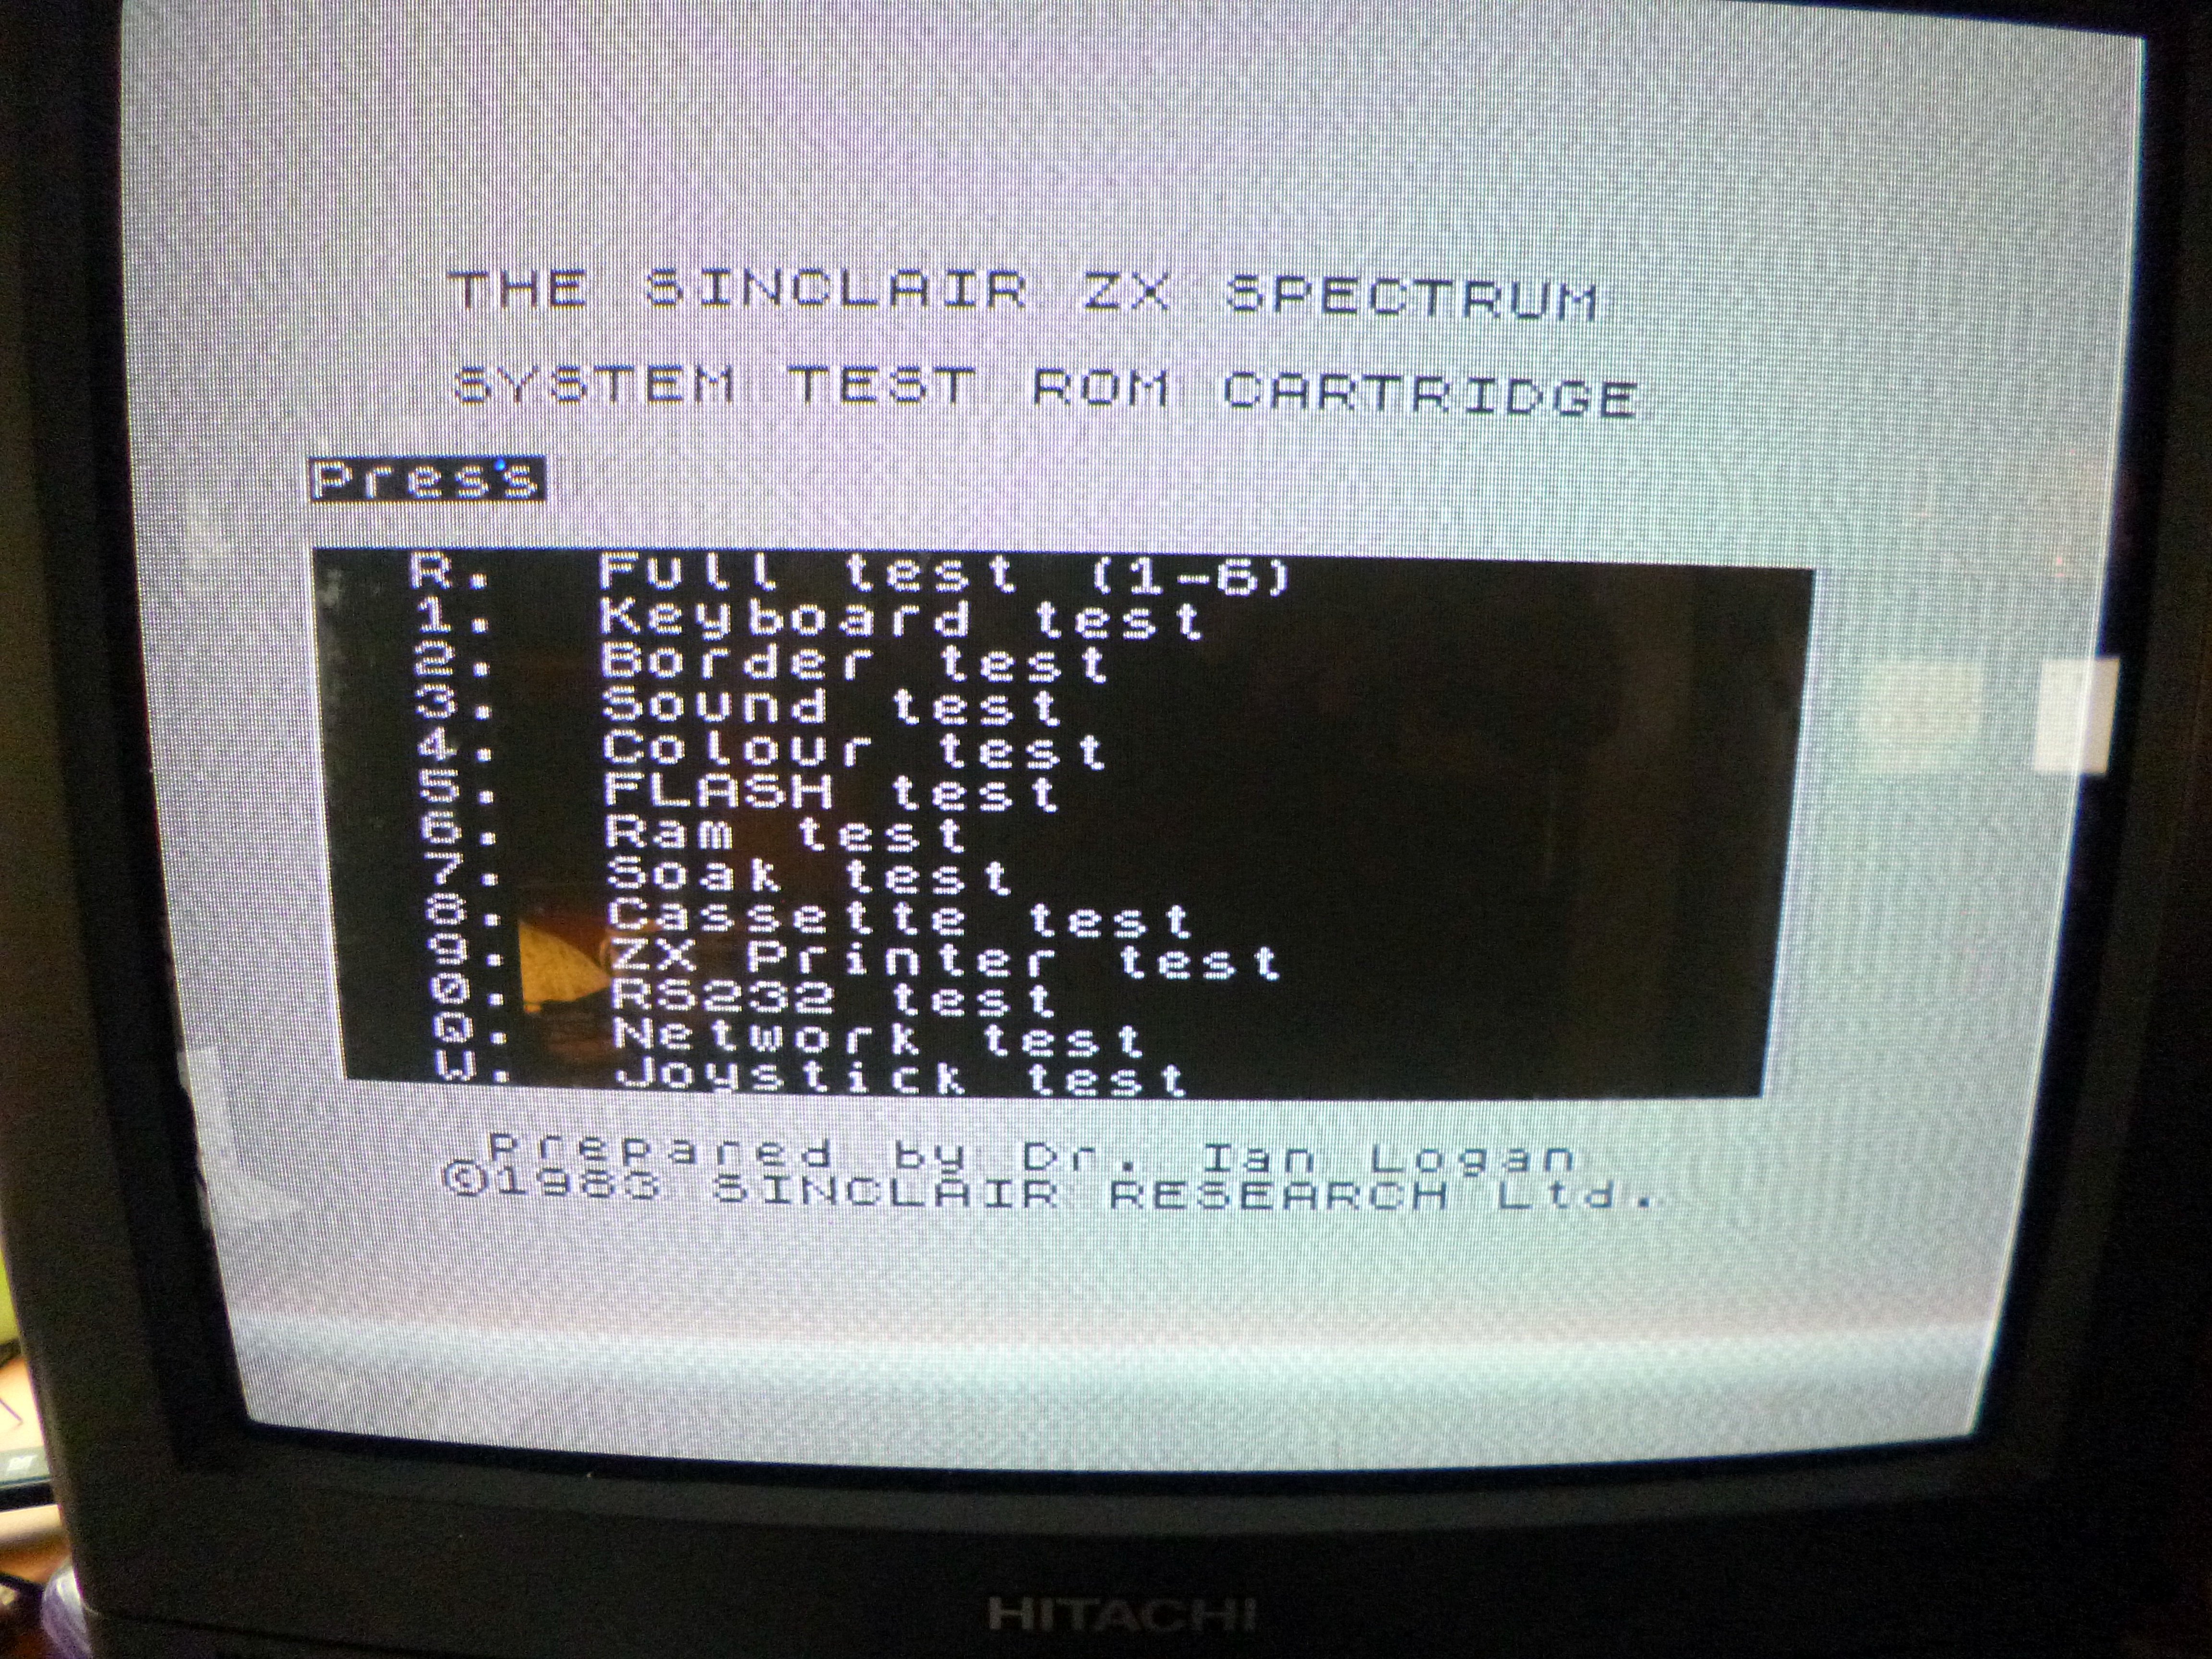 THE SINCLAIR ZX SPECTRUM
SYSTEM TEST ROM CARTRIDGE
Press
R. Full test (1-6)
1. Keyboard test
2. Border test
3. Sound test
4. Colour test
5. FLASH test
6. Ram test
7. Soak test
8. Cassette test
9. ZX Printer test
0. RS232 test
Q. Network test
W. Joystick test
Prepared by Dr. Ian Logan
©1983 SINCLAIR RESEARCH Ltd.
HITACHI